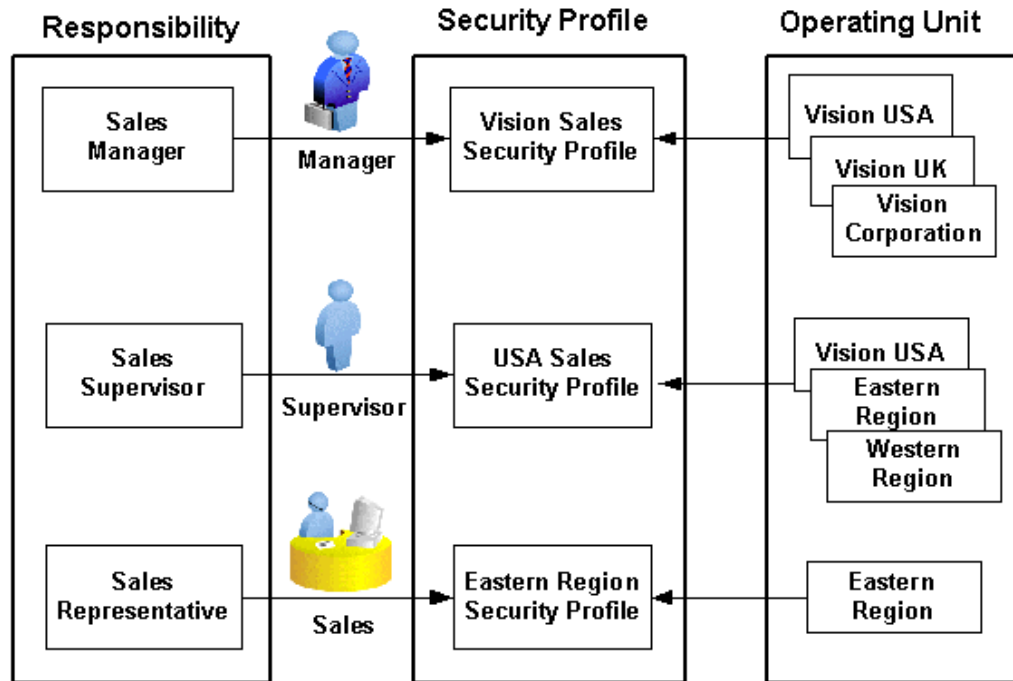 Responsibility
Security Profile
Operating Unit
Sales
Manager
Manager
Vision Sales
Security Profile
Vision USA
Vision UK
Vision
Corporation
Sales
Supervisor
Supervisor
USA Sales
Security Profile
Vision USA
Eastern
Region
Western
Region
Sales
Representative
Sales
Eastern Region
Security Profile
Eastern
Region